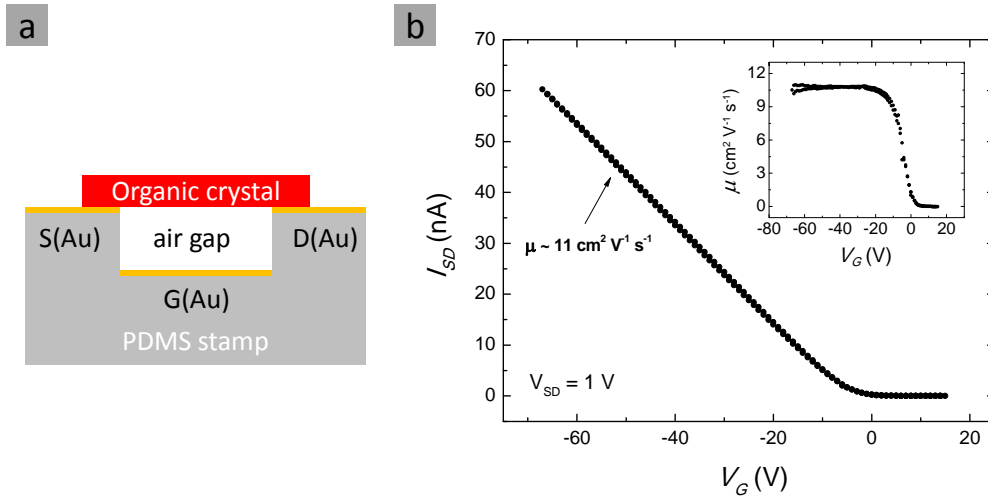 a
Organic crystal
S(Au)
air gap
D(Au)
G(Au)
PDMS stamp
b
70
60
50
40
30
20
10
0
I_SD (nA)
-60
-40
-20
0
20
V_G (V)
μ ~ 11 cm² V⁻¹ s⁻¹
V_SD = 1 V
12
9
6
3
0
μ (cm² V⁻¹ s⁻¹)
-80
-60
-40
-20
0
20
V_G (V)